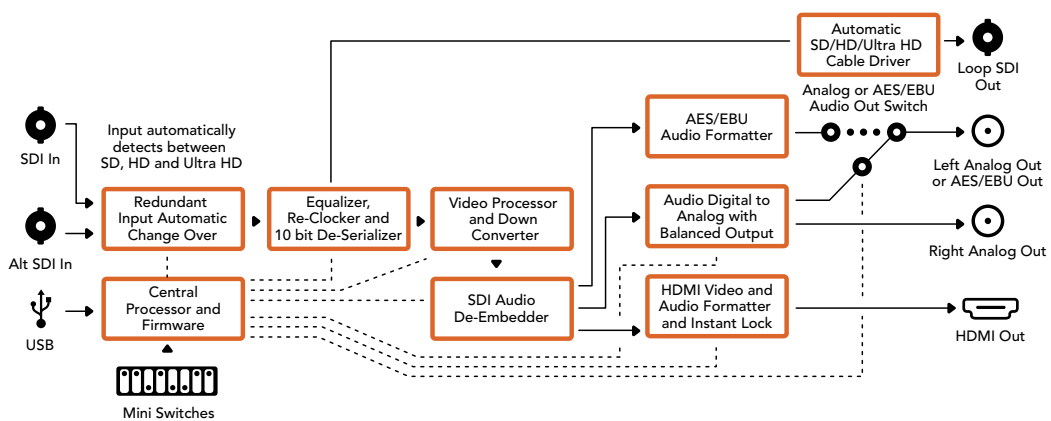 Automatic
SD/HD/Ultra HD
Cable Driver
Loop SDI
Out
Analog or AES/EBU
Audio Out Switch
SDI In
Input automatically
detects between
SD, HD and Ultra HD
AES/EBU
Audio Formatter
Left Analog Out
or AES/EBU Out
Alt SDI In
Redundant
Input Automatic
Change Over
Equalizer,
Re-Clocker and
10 bit De-Serializer
Video Processor
and Down
Converter
Audio Digital to
Analog with
Balanced Output
Right Analog Out
USB
Central
Processor and
Firmware
SDI Audio
De-Embedder
HDMI Video and
Audio Formatter
and Instant Lock
HDMI Out
Mini Switches